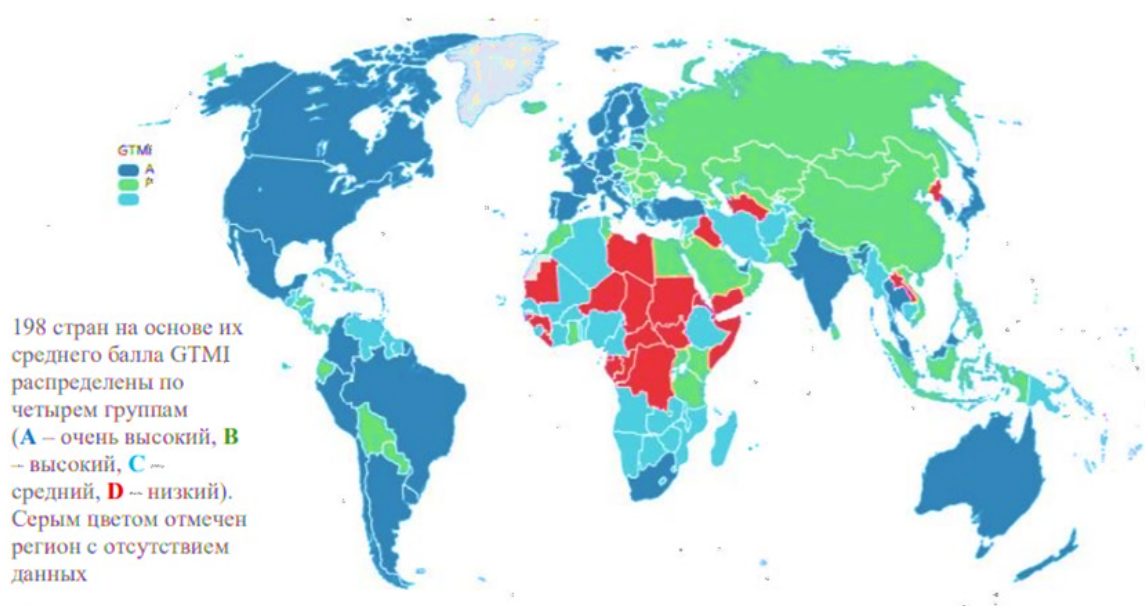 GTMI
A
P
198 стран на основе их
среднего балла GTMI
распределены по
четырем группам
(A – очень высокий, B
– высокий, C –
средний, D – низкий).
Серым цветом отмечен
регион с отсутствием
данных